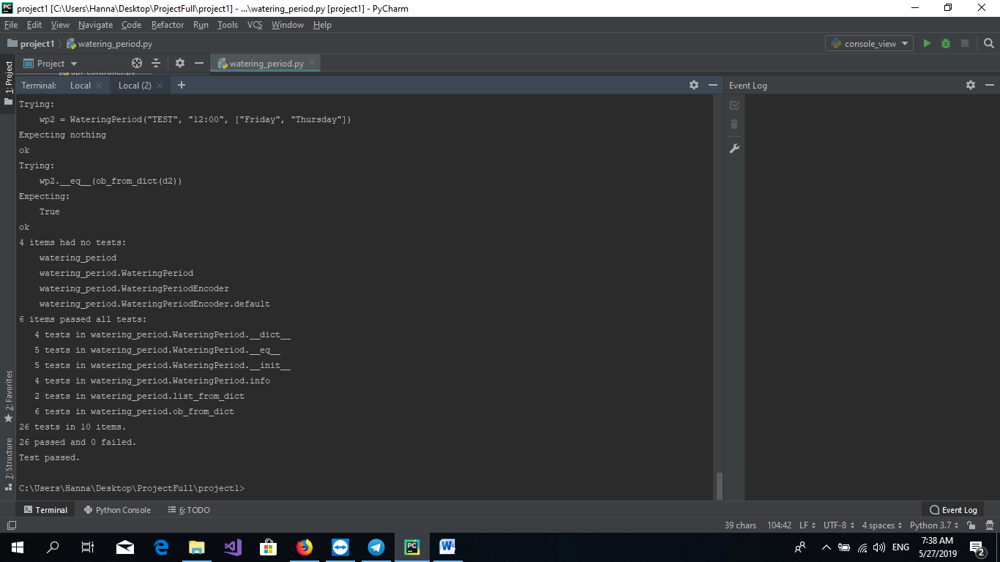 project1 [C:\Users\Hanna\Desktop\ProjectFull\project1] - ...\watering_period.py [project1] - PyCharm
File Edit View Navigate Code Refactor Run Tools VCS Window Help
project1 watering_period.py console_view
1: Project Project watering_period.py
Terminal: Local Local (2) + Event Log
Trying:
wp2 = WateringPeriod("TEST", "12:00", ["Friday", "Thursday"])
Expecting nothing
ok
Trying:
wp2.__eq__(ob_from_dict(d2))
Expecting:
True
ok
4 items had no tests:
watering_period
watering_period.WateringPeriod
watering_period.WateringPeriodEncoder
watering_period.WateringPeriodEncoder.default
6 items passed all tests:
4 tests in watering_period.WateringPeriod.__dict__
5 tests in watering_period.WateringPeriod.__eq__
5 tests in watering_period.WateringPeriod.__init__
4 tests in watering_period.WateringPeriod.info
2 tests in watering_period.list_from_dict
6 tests in watering_period.ob_from_dict
26 tests in 10 items.
26 passed and 0 failed.
Test passed.
C:\Users\Hanna\Desktop\ProjectFull\project1>
2: Favorites
7: Structure
Terminal Python Console 6: TODO Event Log
39 chars 104:42 LF UTF-8 4 spaces Python 3.7
ENG 7:38 AM
5/27/2019 2